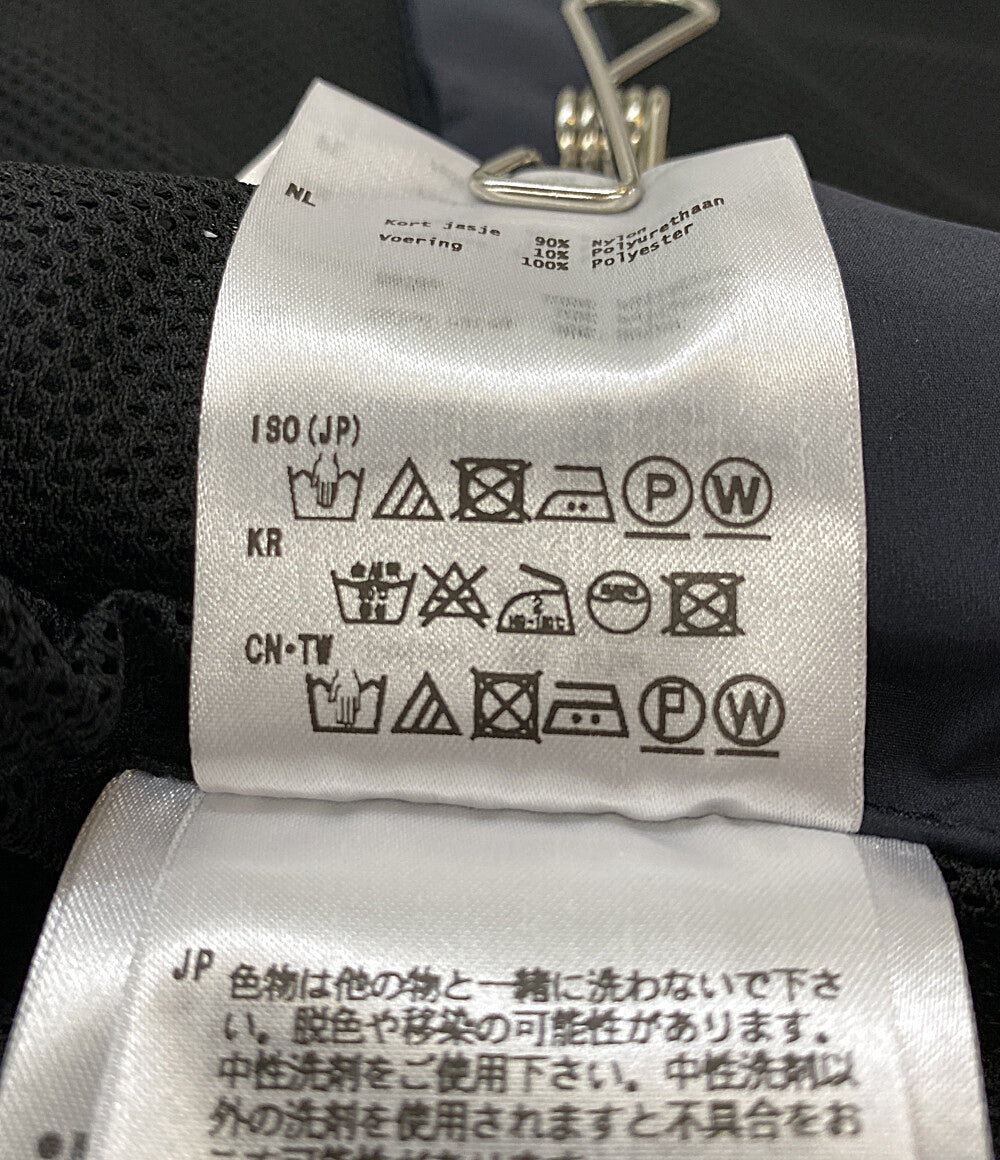 NL
Kort jasje 90% Nylon
10% Polyurethaan
Voering 100% Polyester
ISO(JP)
P W
KR
손세탁
2
CN・TW
P W
JP 色物は他の物と一緒に洗わないで下さ
い。脱色や移染の可能性があります。
中性洗剤をご使用下さい。中性洗剤以
外の洗剤を使用されますと不具合をお